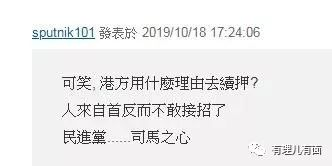 sputnik101 發表於 2019/10/18 17:24:06
可笑, 港方用什麼理由去續押?
人來自首反而不敢接招了
民進黨......司馬之心
有理儿有面